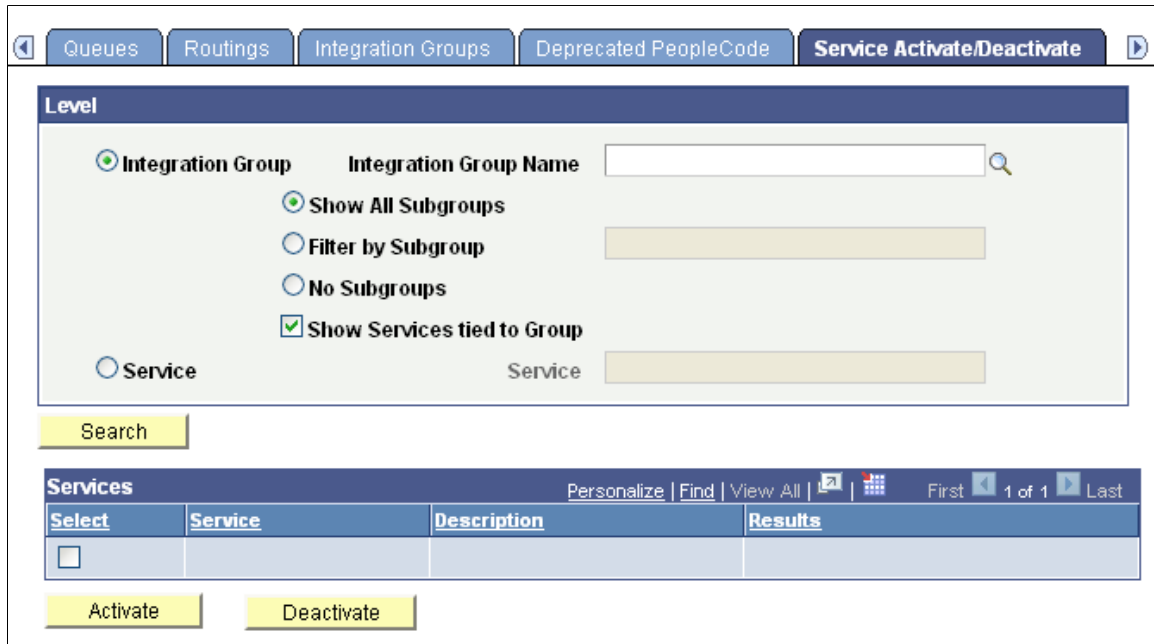 Queues Routings Integration Groups Deprecated PeopleCode Service Activate/Deactivate
Level
Integration Group Integration Group Name
Show All Subgroups
Filter by Subgroup
No Subgroups
Show Services tied to Group
Service Service
Search
Services Personalize | Find | View All | | First 1 of 1 Last
Select Service Description Results
Activate Deactivate